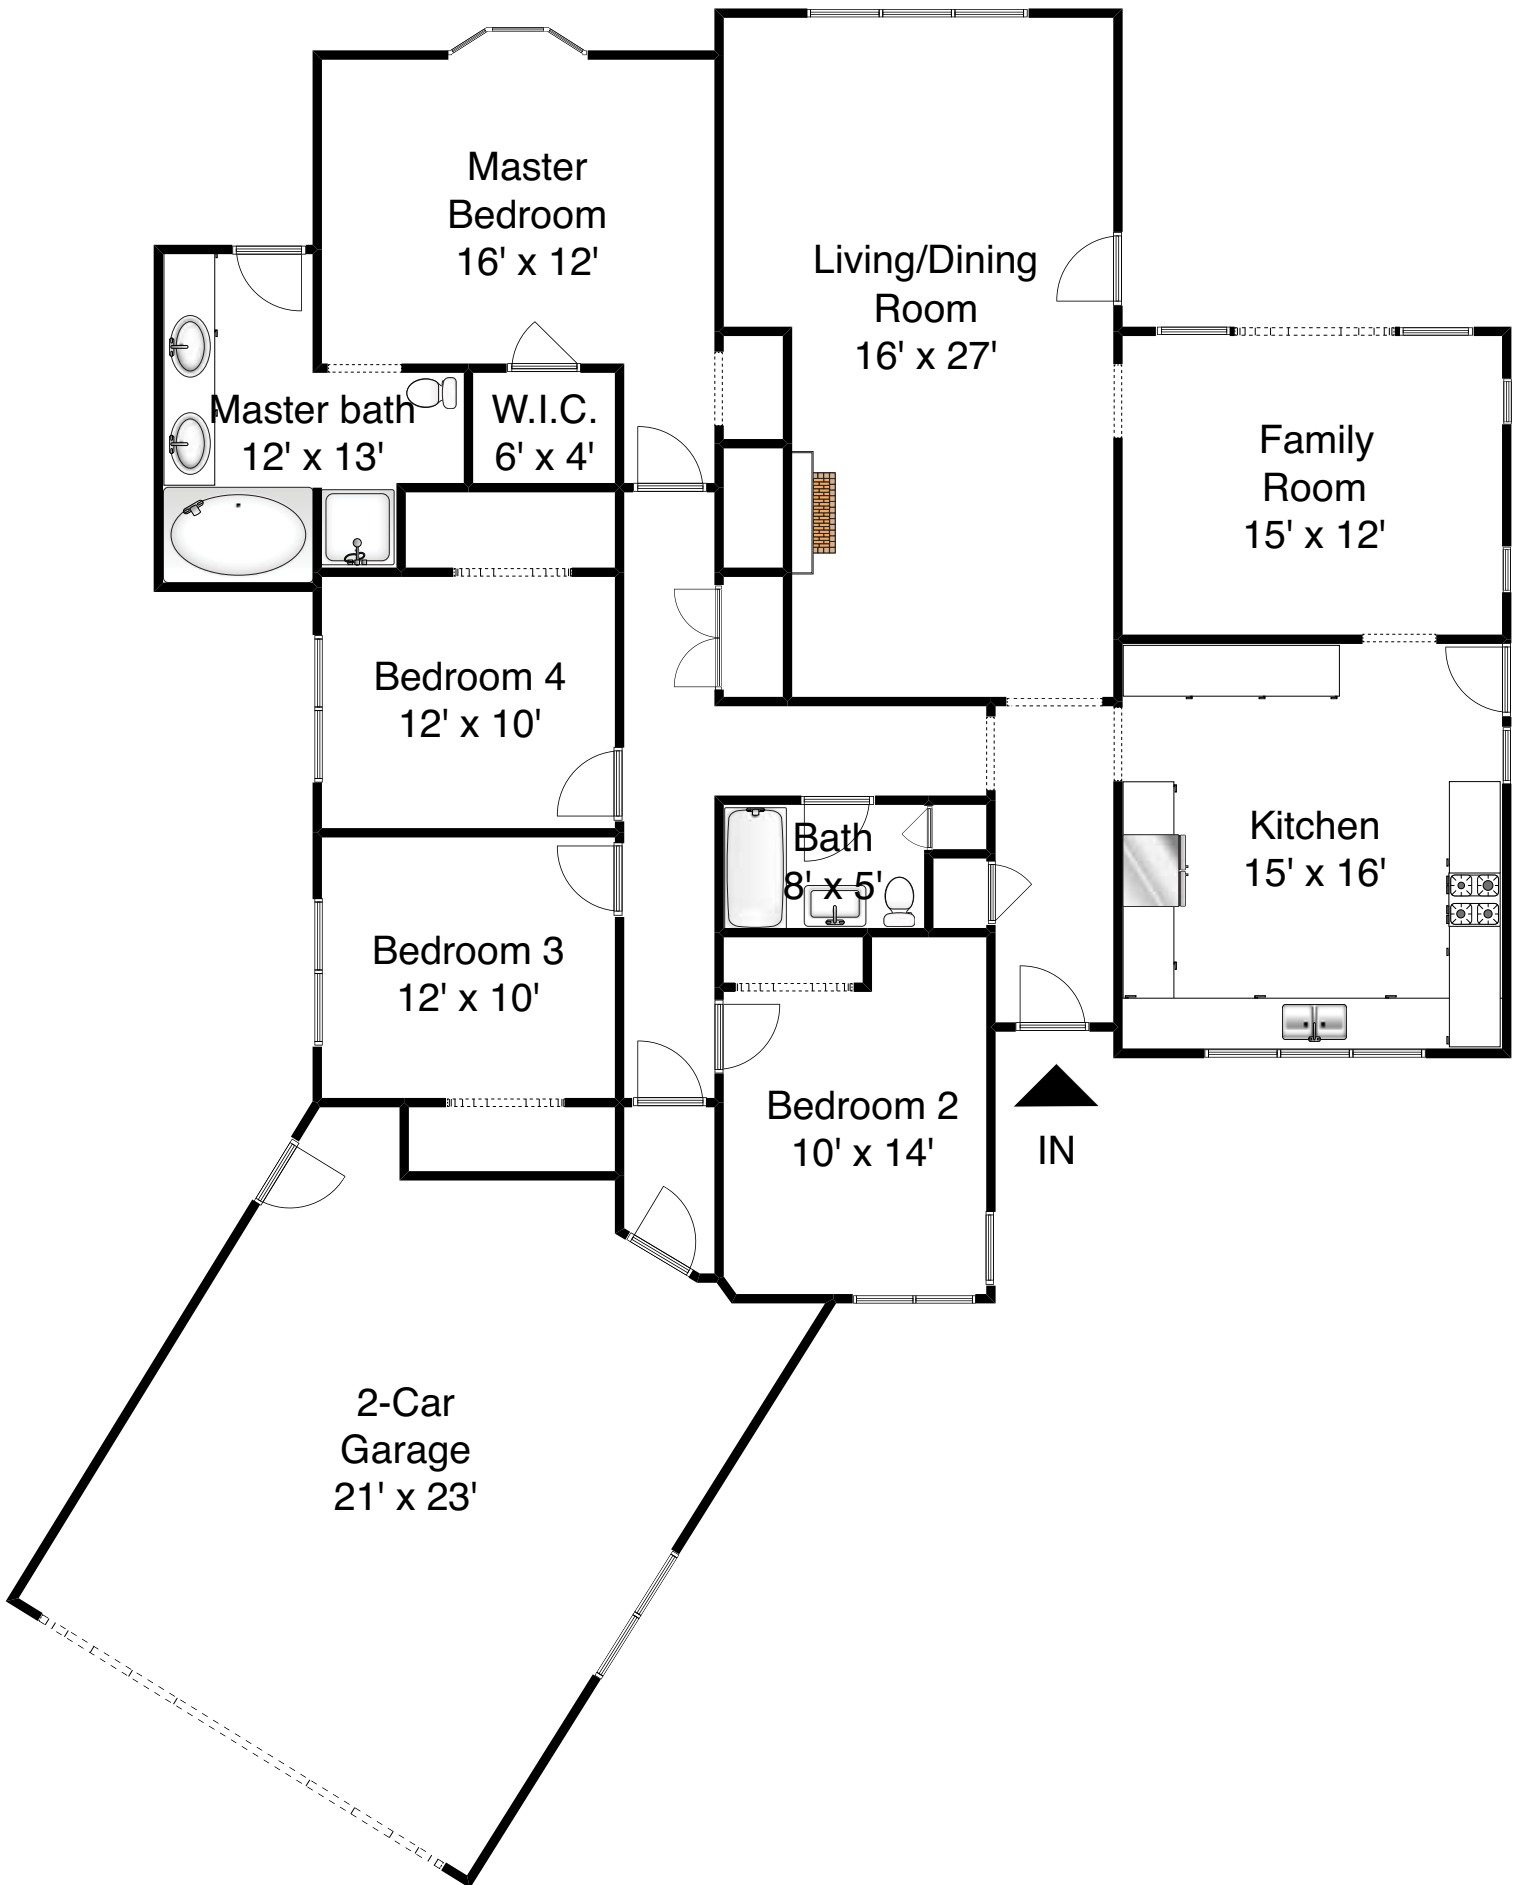 Master
Bedroom
16' x 12'
Living/Dining
Room
16' x 27'
Master bath
12' x 13'
W.I.C.
6' x 4'
Family
Room
15' x 12'
Bedroom 4
12' x 10'
Bath
8' x 5'
Kitchen
15' x 16'
Bedroom 3
12' x 10'
Bedroom 2
10' x 14'
IN
2-Car
Garage
21' x 23'